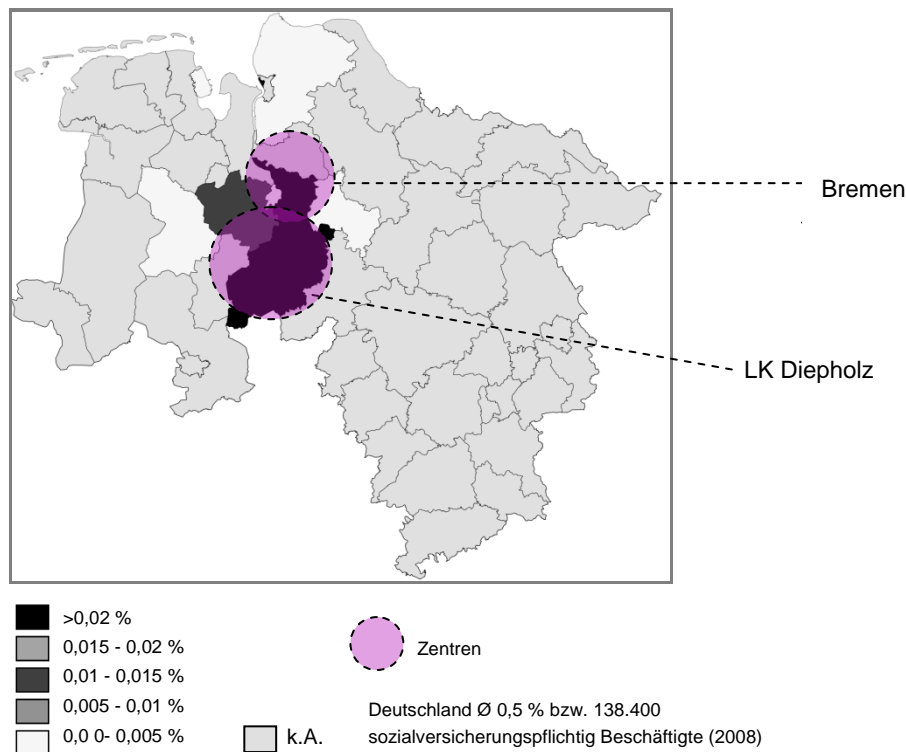 Bremen
LK Diepholz
>0,02 %
0,015 - 0,02 %
0,01 - 0,015 %
0,005 - 0,01 %
0,0 0- 0,005 %
k.A.
Zentren
Deutschland Ø 0,5 % bzw. 138.400
sozialversicherungspflichtig Beschäftigte (2008)